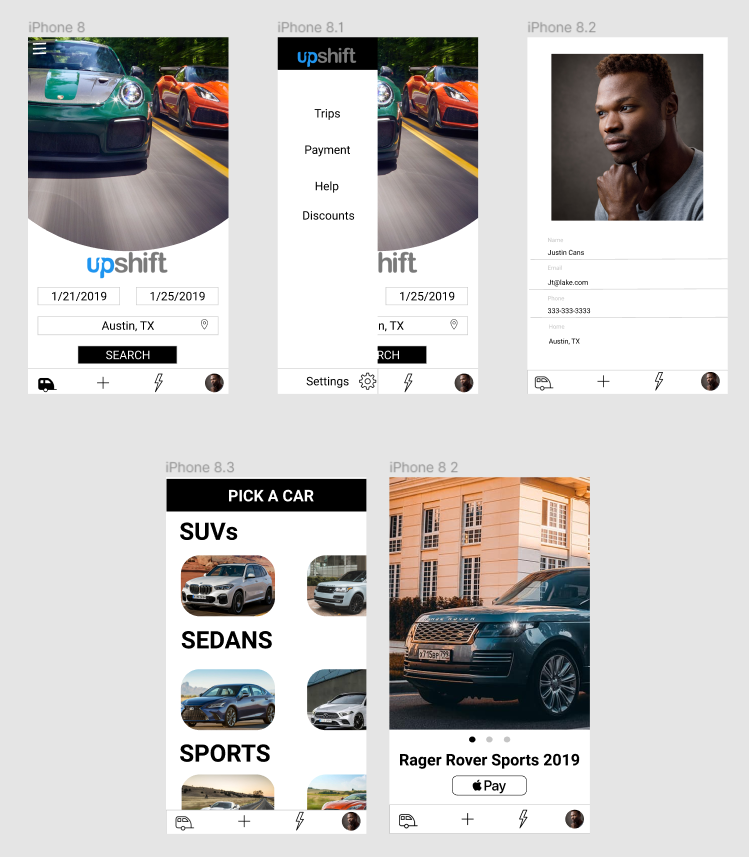 iPhone 8
upshift
1/21/2019
1/25/2019
Austin, TX
SEARCH
iPhone 8.1
upshift
Trips
Payment
Help
Discounts
hift
1/25/2019
n, TX
RCH
Settings
iPhone 8.2
Name
Justin Cans
Email
Jt@lake.com
Phone
333-333-3333
Home
Austin, TX
iPhone 8.3
PICK A CAR
SUVs
SEDANS
SPORTS
iPhone 8 2
Rager Rover Sports 2019
Pay